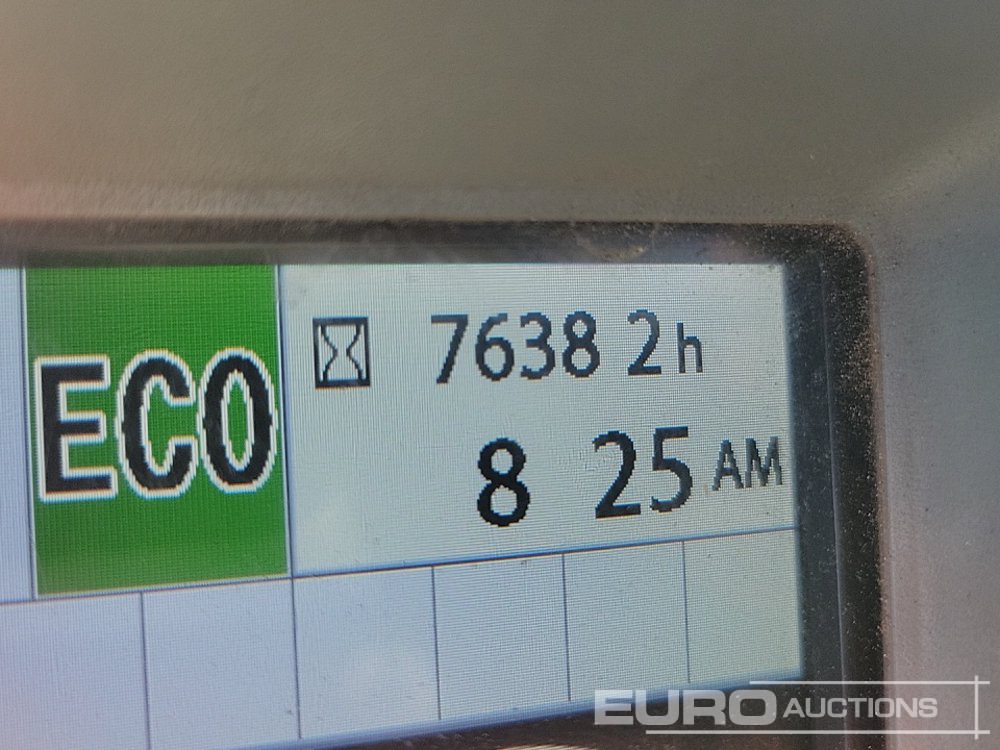 ECO
7638 2h
8 25 AM
EURO AUCTIONS